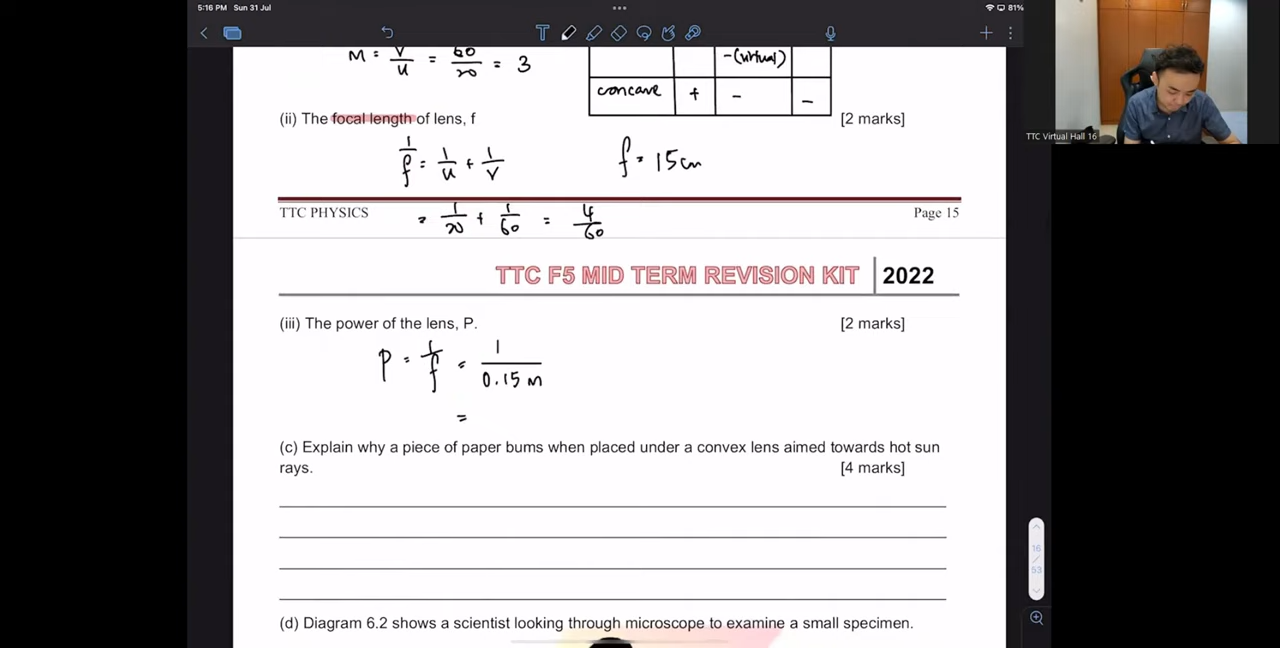 5:16 PM Sun 31 Jul
81%
M = v/u = 60/20 = 3
-(virtual)
concave + - -
(ii) The focal length of lens, f [2 marks]
1/f = 1/u + 1/v
f = 15cm
TTC PHYSICS Page 15
= 1/20 + 1/60 = 4/60
TTC F5 MID TERM REVISION KIT 2022
(iii) The power of the lens, P. [2 marks]
P = 1/f = 1/0.15 m
=
(c) Explain why a piece of paper bums when placed under a convex lens aimed towards hot sun
rays. [4 marks]
(d) Diagram 6.2 shows a scientist looking through microscope to examine a small specimen.
16
53
TTC Virtual Hall 16